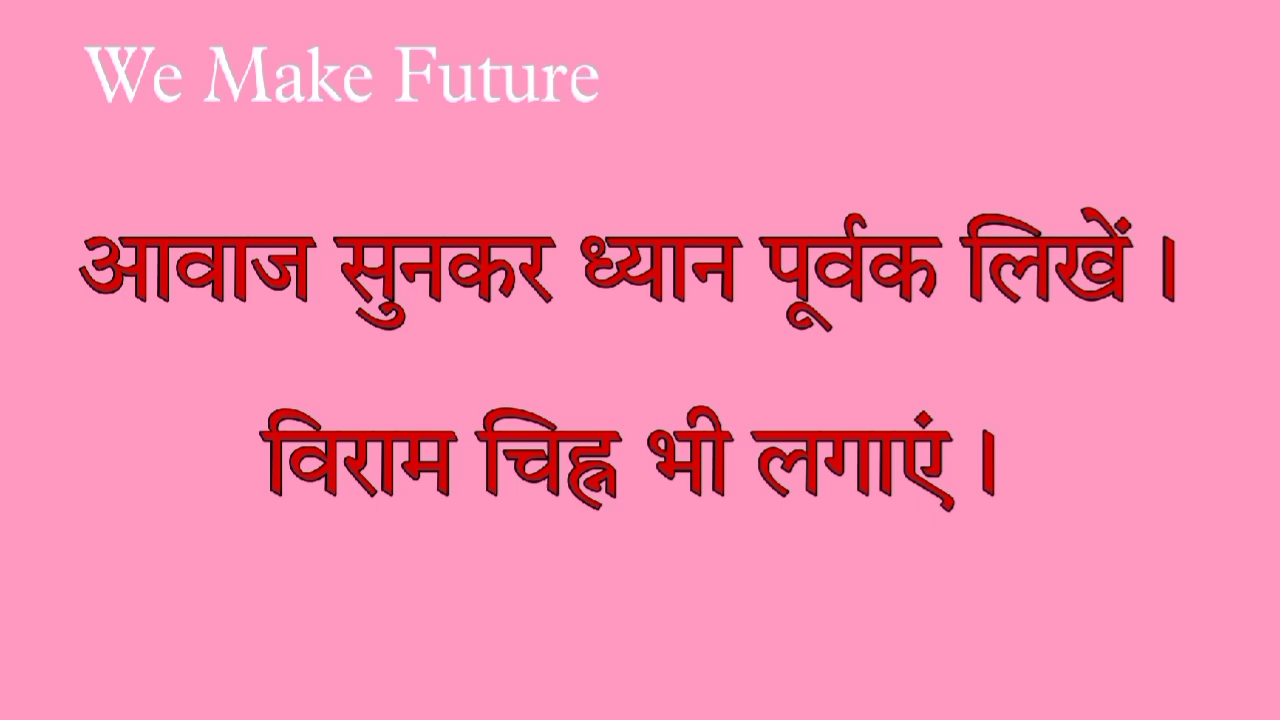 We Make Future
आवाज सुनकर ध्यान पूर्वक लिखें ।
विराम चिह्न भी लगाएं ।